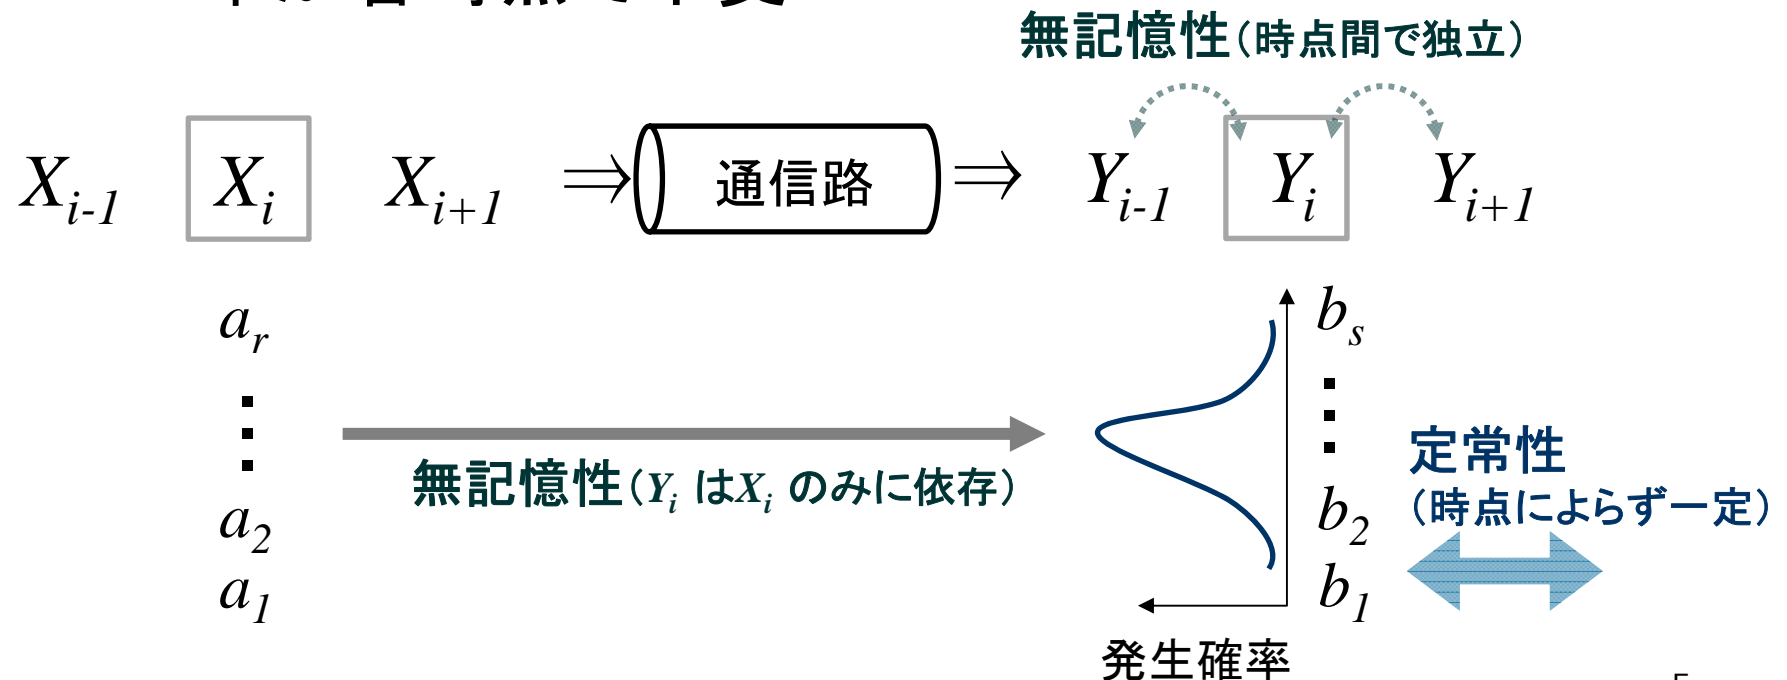 無記憶性(時点間で独立)
X_{i-1} X_i X_{i+1} ⇒ 通信路 ⇒ Y_{i-1} Y_i Y_{i+1}
a_r
b_s
⋮
⋮
無記憶性(Y_i はX_i のみに依存)
定常性
(時点によらず一定)
a_2
b_2
a_1
b_1
発生確率